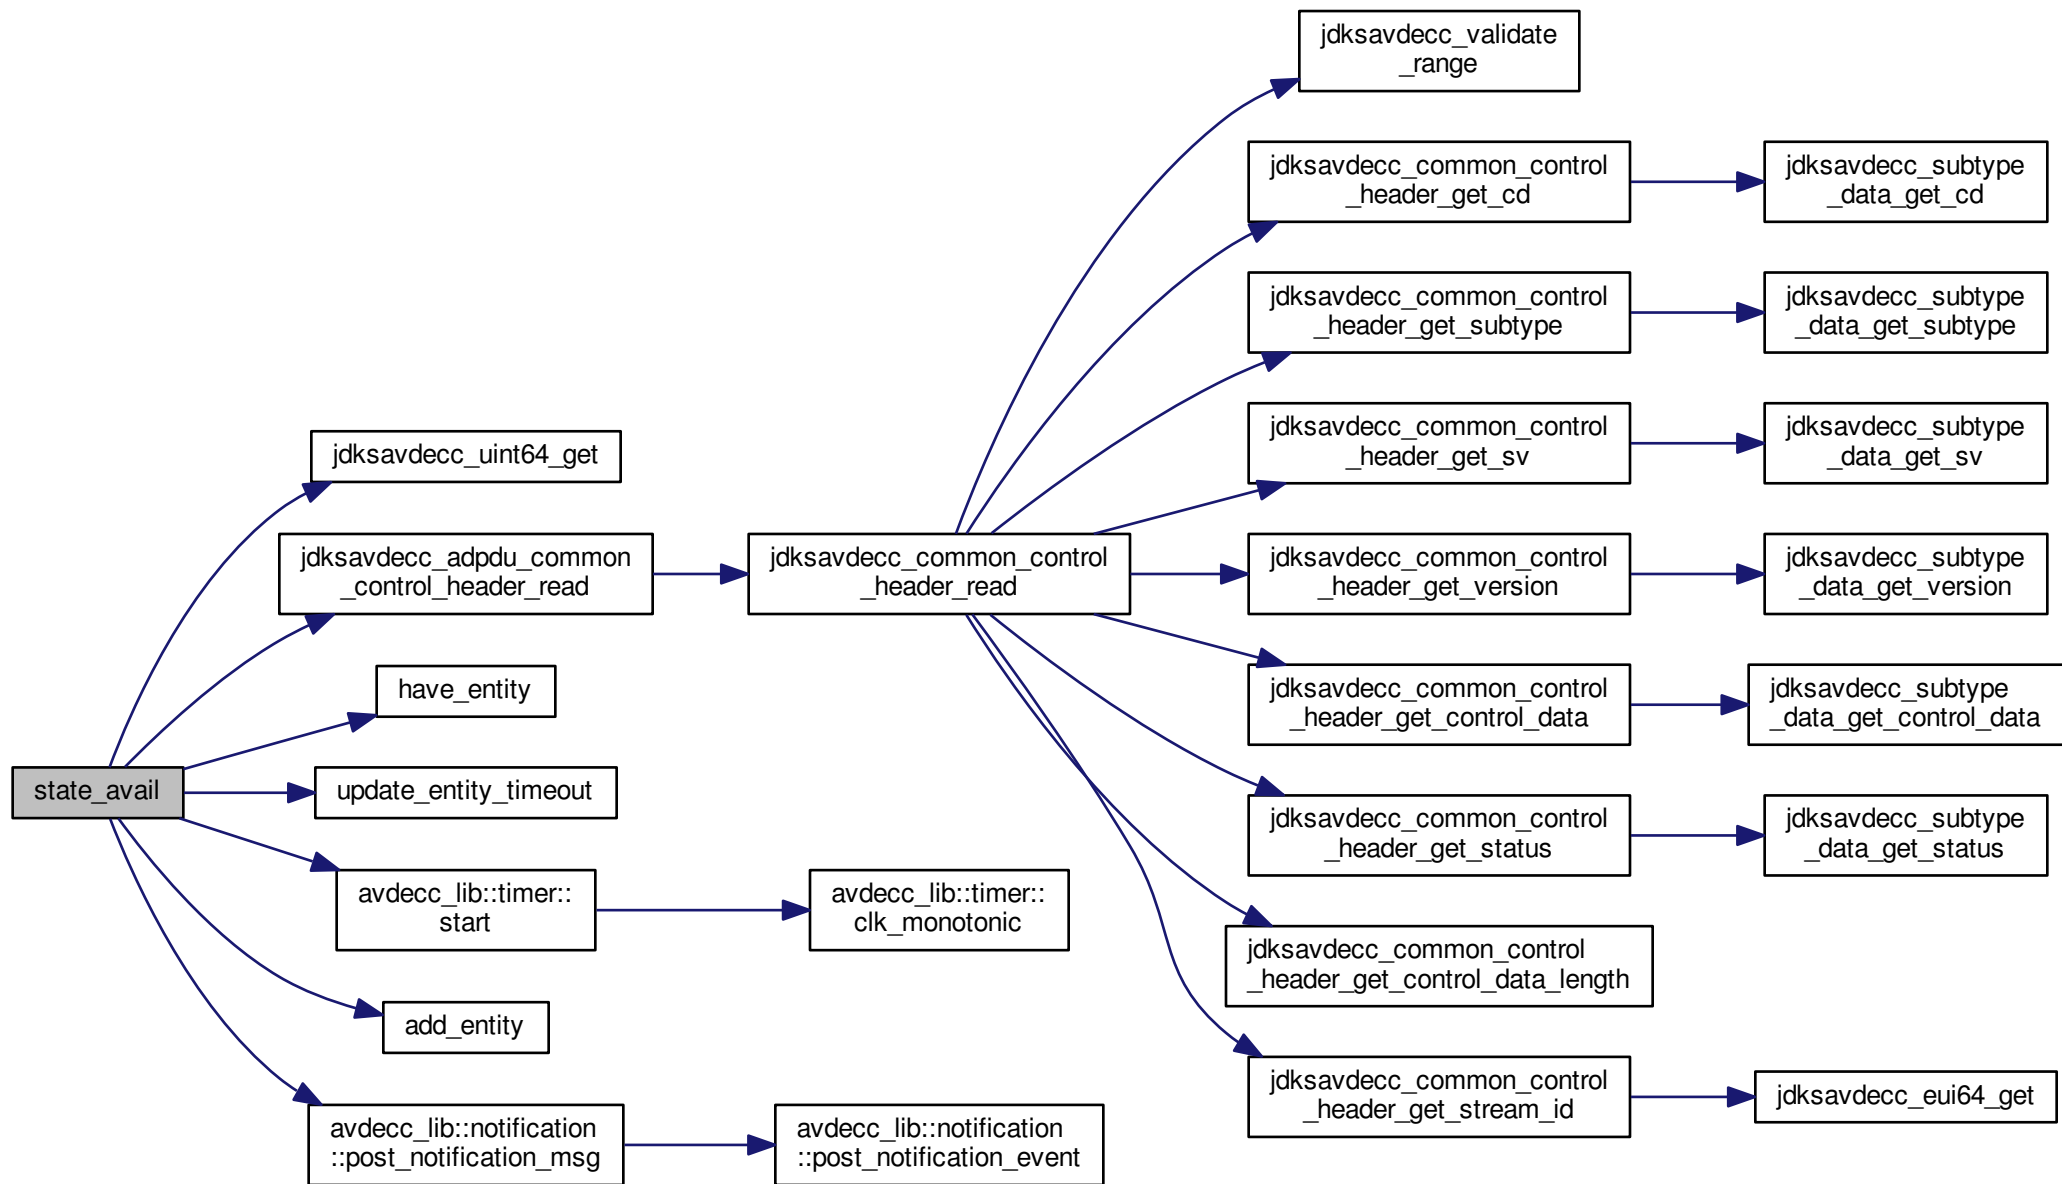 jdksavdecc_validate
_range
jdksavdecc_common_control
_header_get_cd
jdksavdecc_subtype
_data_get_cd
jdksavdecc_common_control
_header_get_subtype
jdksavdecc_subtype
_data_get_subtype
jdksavdecc_uint64_get
jdksavdecc_common_control
_header_get_sv
jdksavdecc_subtype
_data_get_sv
jdksavdecc_adpdu_common
_control_header_read
jdksavdecc_common_control
_header_read
jdksavdecc_common_control
_header_get_version
jdksavdecc_subtype
_data_get_version
have_entity
jdksavdecc_common_control
_header_get_control_data
jdksavdecc_subtype
_data_get_control_data
state_avail
update_entity_timeout
jdksavdecc_common_control
_header_get_status
jdksavdecc_subtype
_data_get_status
avdecc_lib::timer::
start
avdecc_lib::timer::
clk_monotonic
jdksavdecc_common_control
_header_get_control_data_length
add_entity
jdksavdecc_common_control
_header_get_stream_id
jdksavdecc_eui64_get
avdecc_lib::notification
::post_notification_msg
avdecc_lib::notification
::post_notification_event